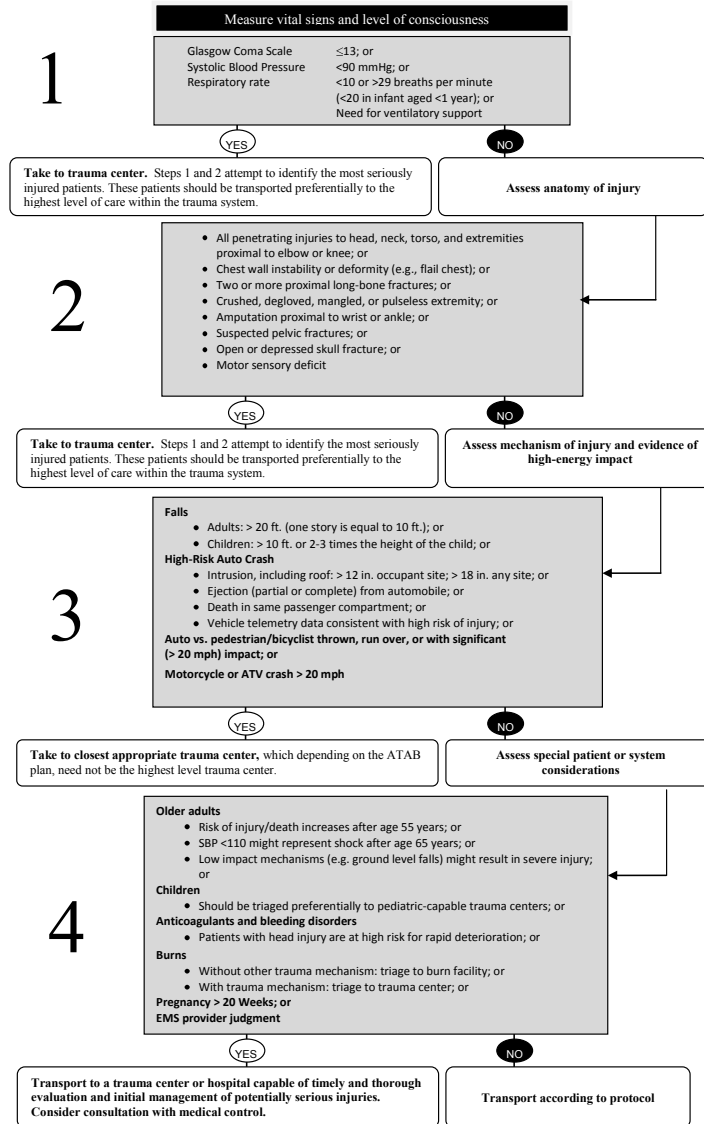 Measure vital signs and level of consciousness
1
Glasgow Coma Scale ≤13; or
Systolic Blood Pressure <90 mmHg; or
Respiratory rate <10 or >29 breaths per minute
(<20 in infant aged <1 year); or
Need for ventilatory support
YES
NO
Take to trauma center. Steps 1 and 2 attempt to identify the most seriously
injured patients. These patients should be transported preferentially to the
highest level of care within the trauma system.
Assess anatomy of injury
2
• All penetrating injuries to head, neck, torso, and extremities
proximal to elbow or knee; or
• Chest wall instability or deformity (e.g., flail chest); or
• Two or more proximal long-bone fractures; or
• Crushed, degloved, mangled, or pulseless extremity; or
• Amputation proximal to wrist or ankle; or
• Suspected pelvic fractures; or
• Open or depressed skull fracture; or
• Motor sensory deficit
YES
NO
Take to trauma center. Steps 1 and 2 attempt to identify the most seriously
injured patients. These patients should be transported preferentially to the
highest level of care within the trauma system.
Assess mechanism of injury and evidence of
high-energy impact
3
Falls
• Adults: > 20 ft. (one story is equal to 10 ft.); or
• Children: > 10 ft. or 2-3 times the height of the child; or
High-Risk Auto Crash
• Intrusion, including roof: > 12 in. occupant site; > 18 in. any site; or
• Ejection (partial or complete) from automobile; or
• Death in same passenger compartment; or
• Vehicle telemetry data consistent with high risk of injury; or
Auto vs. pedestrian/bicyclist thrown, run over, or with significant
(> 20 mph) impact; or
Motorcycle or ATV crash > 20 mph
YES
NO
Take to closest appropriate trauma center, which depending on the ATAB
plan, need not be the highest level trauma center.
Assess special patient or system
considerations
4
Older adults
• Risk of injury/death increases after age 55 years; or
• SBP <110 might represent shock after age 65 years; or
• Low impact mechanisms (e.g. ground level falls) might result in severe injury;
or
Children
• Should be triaged preferentially to pediatric-capable trauma centers; or
Anticoagulants and bleeding disorders
• Patients with head injury are at high risk for rapid deterioration; or
Burns
• Without other trauma mechanism: triage to burn facility; or
• With trauma mechanism: triage to trauma center; or
Pregnancy > 20 Weeks; or
EMS provider judgment
YES
NO
Transport to a trauma center or hospital capable of timely and thorough
evaluation and initial management of potentially serious injuries.
Consider consultation with medical control.
Transport according to protocol